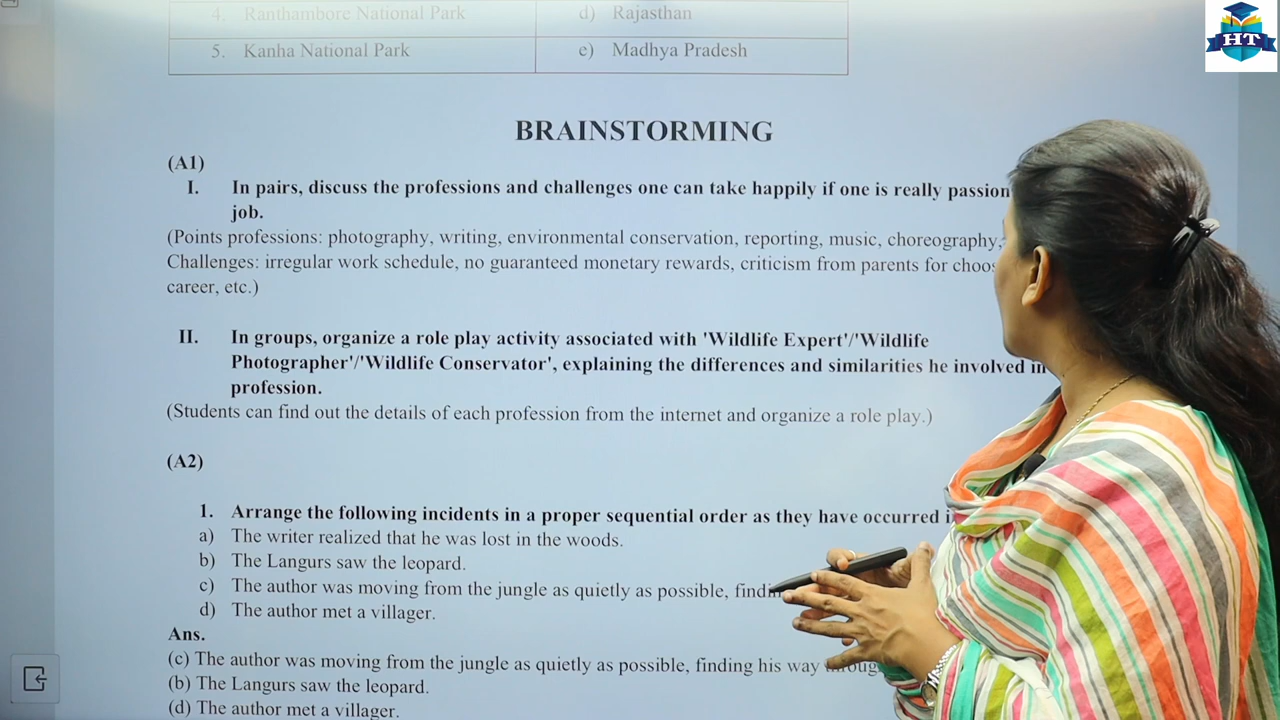 4. Ranthambore National Park d) Rajasthan
5. Kanha National Park e) Madhya Pradesh
HT
BRAINSTORMING
(A1)
I. In pairs, discuss the professions and challenges one can take happily if one is really passion
job.
(Points professions: photography, writing, environmental conservation, reporting, music, choreography,
Challenges: irregular work schedule, no guaranteed monetary rewards, criticism from parents for choos
career, etc.)
II. In groups, organize a role play activity associated with 'Wildlife Expert'/'Wildlife
Photographer'/'Wildlife Conservator', explaining the differences and similarities he involved in
profession.
(Students can find out the details of each profession from the internet and organize a role play.)
(A2)
1. Arrange the following incidents in a proper sequential order as they have occurred i
a) The writer realized that he was lost in the woods.
b) The Langurs saw the leopard.
c) The author was moving from the jungle as quietly as possible, findin
d) The author met a villager.
Ans.
(c) The author was moving from the jungle as quietly as possible, finding his way throug
(b) The Langurs saw the leopard.
(d) The author met a villager.